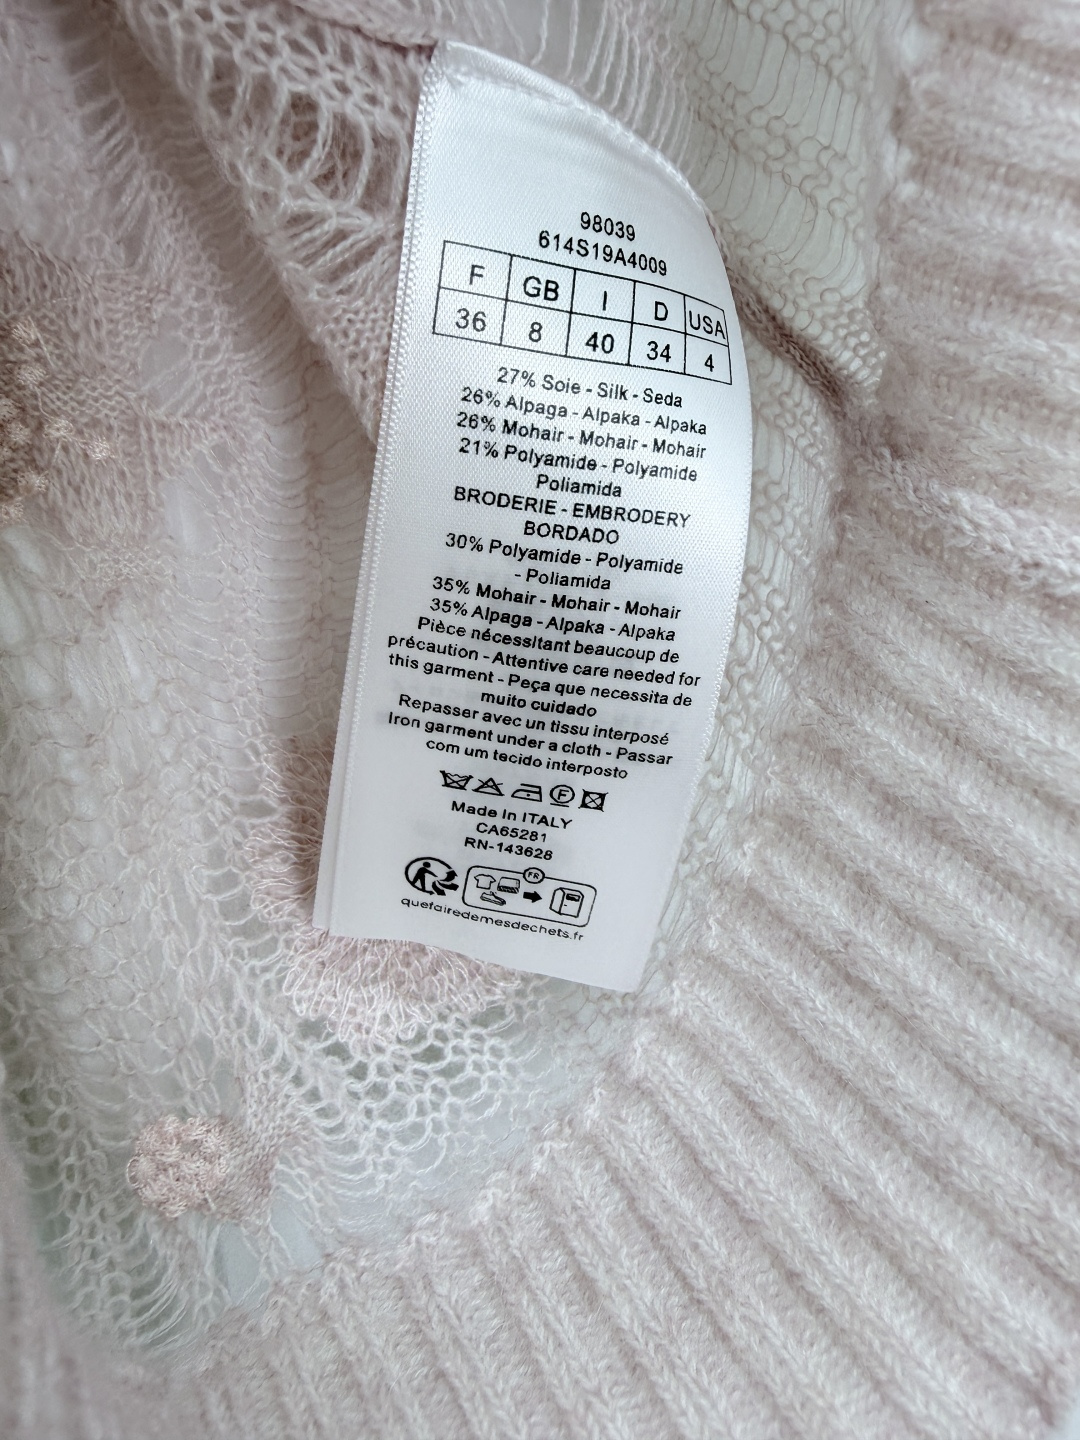 98039
614S19A4009
F GB I D USA
36 8 40 34 4
27% Soie - Silk - Seda
26% Alpaga - Alpaka - Alpaka
26% Mohair - Mohair - Mohair
21% Polyamide - Polyamide
Poliamida
BRODERIE - EMBRODERY
BORDADO
30% Polyamide - Polyamide
- Poliamida
35% Mohair - Mohair - Mohair
35% Alpaga - Alpaka - Alpaka
Pièce nécessitant beaucoup de
précaution - Attentive care needed for
this garment - Peça que necessita de
muito cuidado
Repasser avec un tissu interposé
Iron garment under a cloth - Passar
com um tecido interposto
F
Made In ITALY
CA65281
RN-143628
FR
quefairedemesdechets.fr